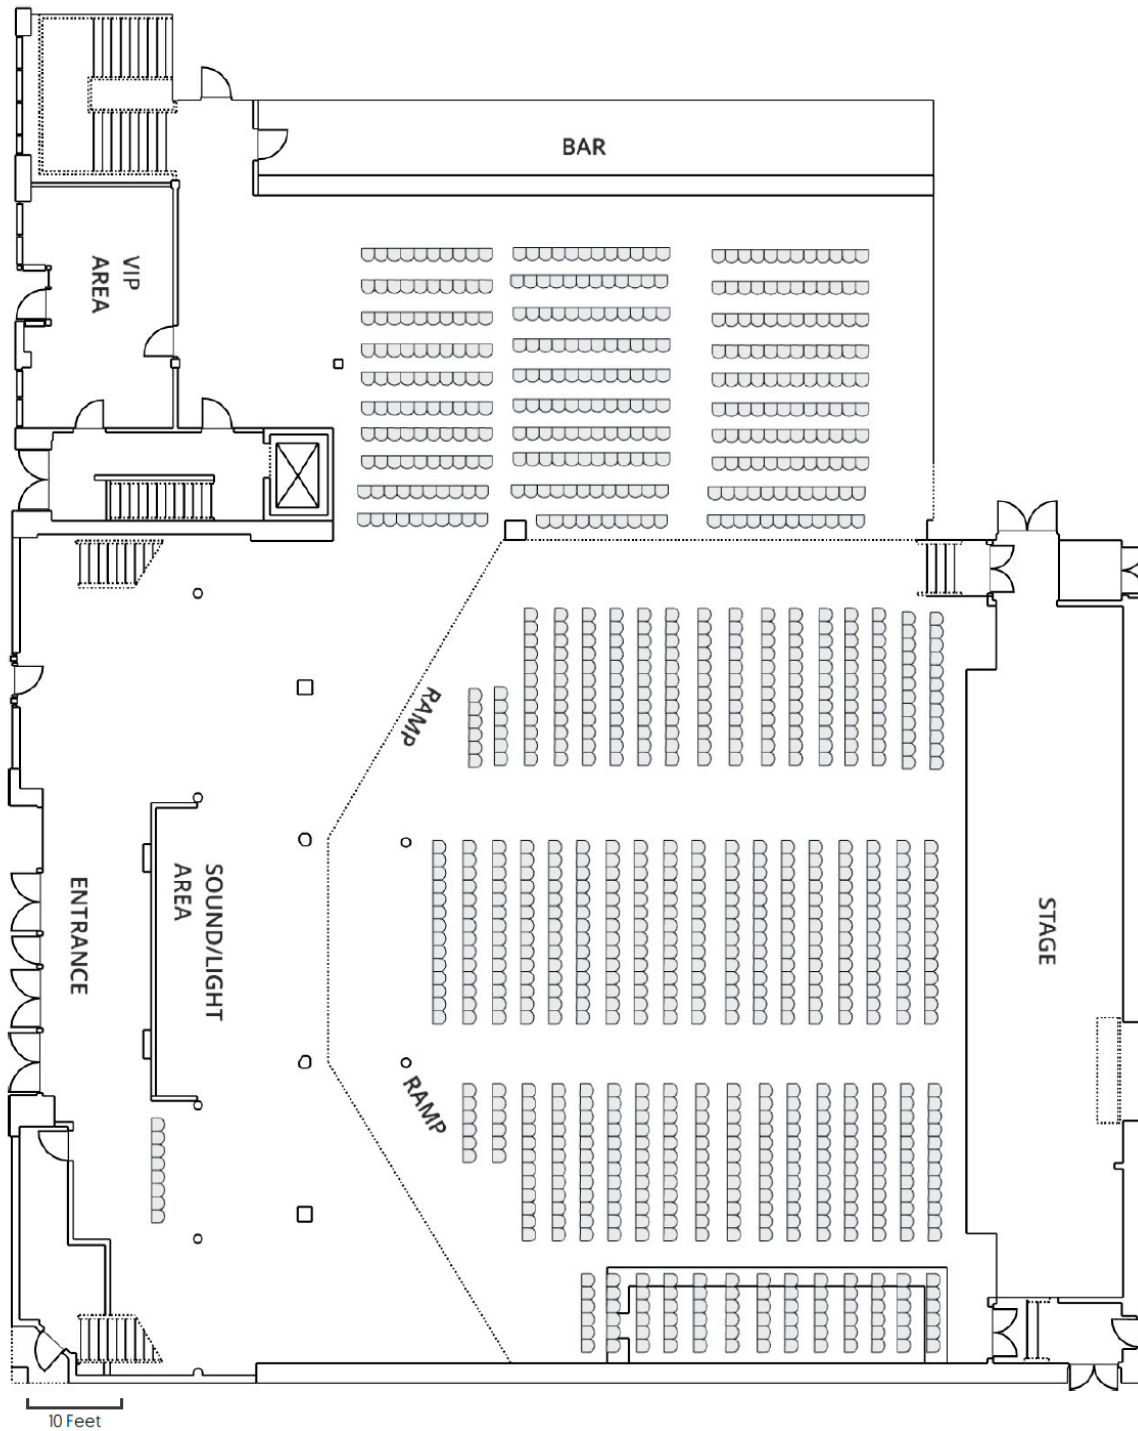 BAR
VIP
AREA
RAMP
SOUND/LIGHT
AREA
ENTRANCE
STAGE
RAMP
10 Feet